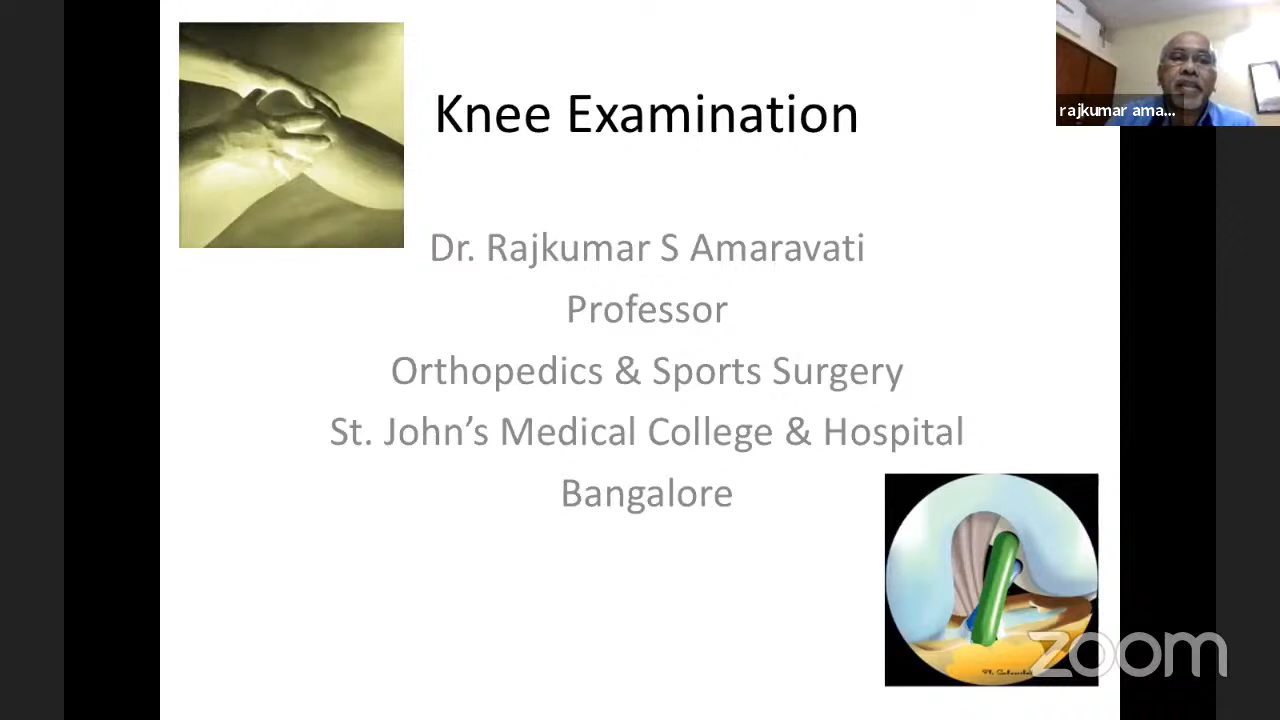 Knee Examination
rajkumar ama...
Dr. Rajkumar S Amaravati
Professor
Orthopedics & Sports Surgery
St. John’s Medical College & Hospital
Bangalore
zoom